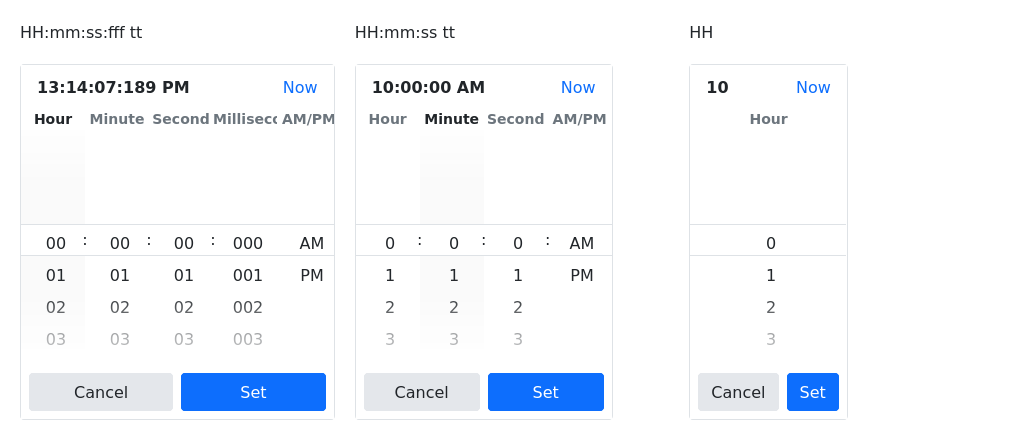 HH:mm:ss:fff tt
13:14:07:189 PM Now
Hour Minute Second Millisec AM/PM
00 : 00 : 00 : 000 AM
01 01 01 001 PM
02 02 02 002
03 03 03 003
Cancel Set
HH:mm:ss tt
10:00:00 AM Now
Hour Minute Second AM/PM
0 : 0 : 0 : AM
1 1 1 PM
2 2 2
3 3 3
Cancel Set
HH
10 Now
Hour
0
1
2
3
Cancel Set